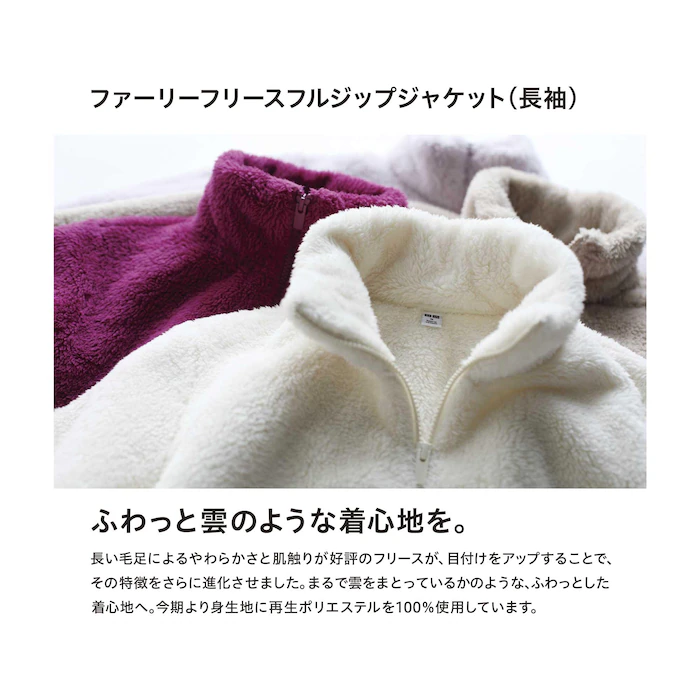 ファーリーフリースフルジップジャケット（長袖）
ふわっと雲のような着心地を。
長い毛足によるやわらかさと肌触りが好評のフリースが、目付けをアップすることで、
その特徴をさらに進化させました。まるで雲をまとっているかのような、ふわっとした
着心地へ。今期より身生地に再生ポリエステルを100％使用しています。